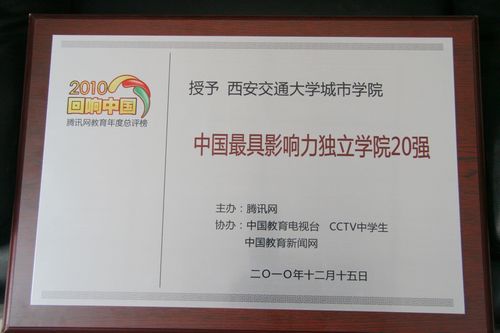 2010
回响中国
腾讯网教育年度总评榜
授予 西安交通大学城市学院
中国最具影响力独立学院20强
主办：腾讯网
协办：中国教育电视台 CCTV中学生
中国教育新闻网
二〇一〇年十二月十五日